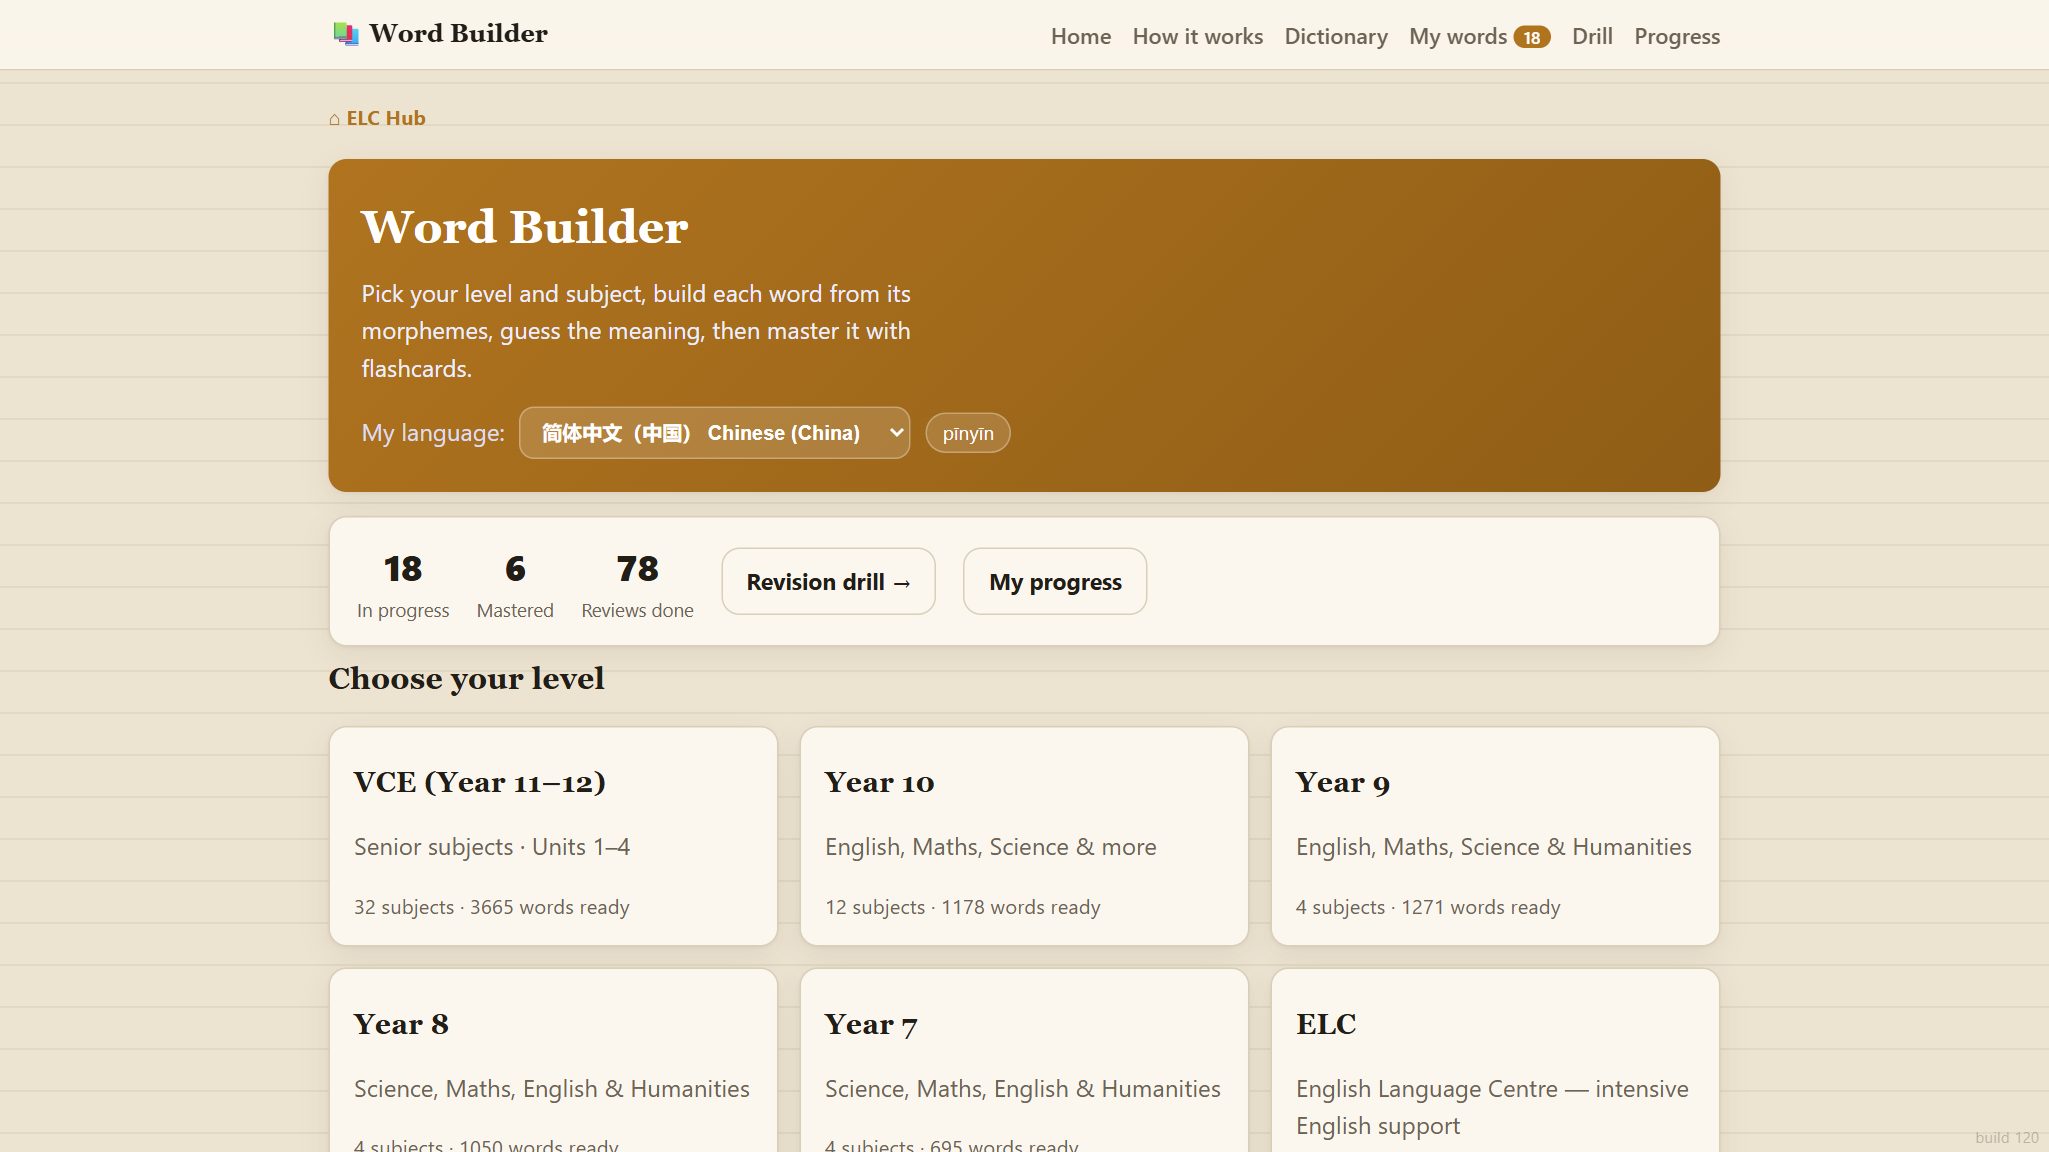 Word Builder
Home How it works Dictionary My words 18 Drill Progress
⌂ ELC Hub
Word Builder
Pick your level and subject, build each word from its
morphemes, guess the meaning, then master it with
flashcards.
My language: 简体中文（中国） Chinese (China) pīnyīn
18 6 78
In progress Mastered Reviews done
Revision drill → My progress
Choose your level
VCE (Year 11–12)
Senior subjects · Units 1–4
32 subjects · 3665 words ready
Year 10
English, Maths, Science & more
12 subjects · 1178 words ready
Year 9
English, Maths, Science & Humanities
4 subjects · 1271 words ready
Year 8
Science, Maths, English & Humanities
4 subjects · 1050 words ready
Year 7
Science, Maths, English & Humanities
4 subjects · 695 words ready
ELC
English Language Centre — intensive
English support
build 120